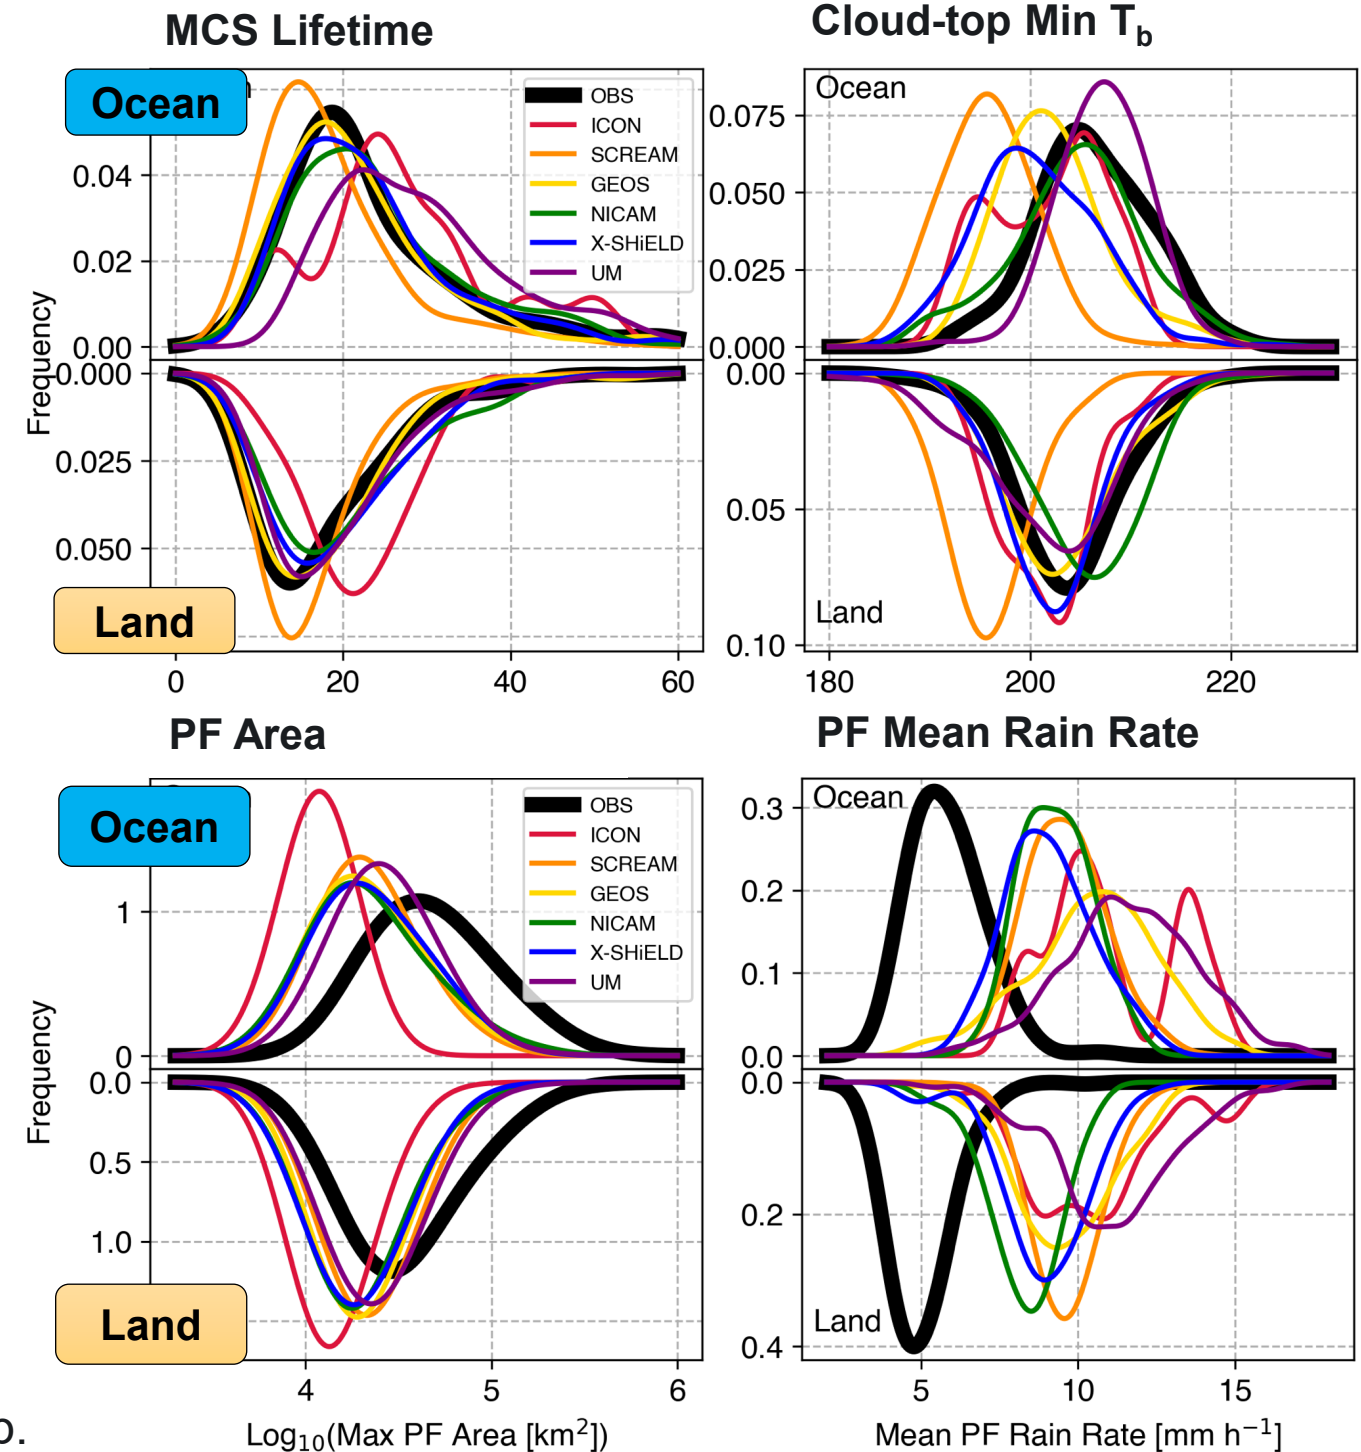 MCS Lifetime
Cloud-top Min Tb
Ocean
OBS
ICON
SCREAM
GEOS
NICAM
X-SHiELD
UM
0.04
0.02
0.00
0.000
0.025
0.050
Frequency
Land
0 20 40 60
Ocean
0.075
0.050
0.025
0.000
0.00
0.05
0.10
Land
180 200 220
PF Area
PF Mean Rain Rate
Ocean
OBS
ICON
SCREAM
GEOS
NICAM
X-SHiELD
UM
1
0
0.0
0.5
1.0
Frequency
Land
4 5 6
Log10(Max PF Area [km²])
Ocean
0.3
0.2
0.1
0.0
0.0
0.2
0.4
Land
5 10 15
Mean PF Rain Rate [mm h⁻¹]